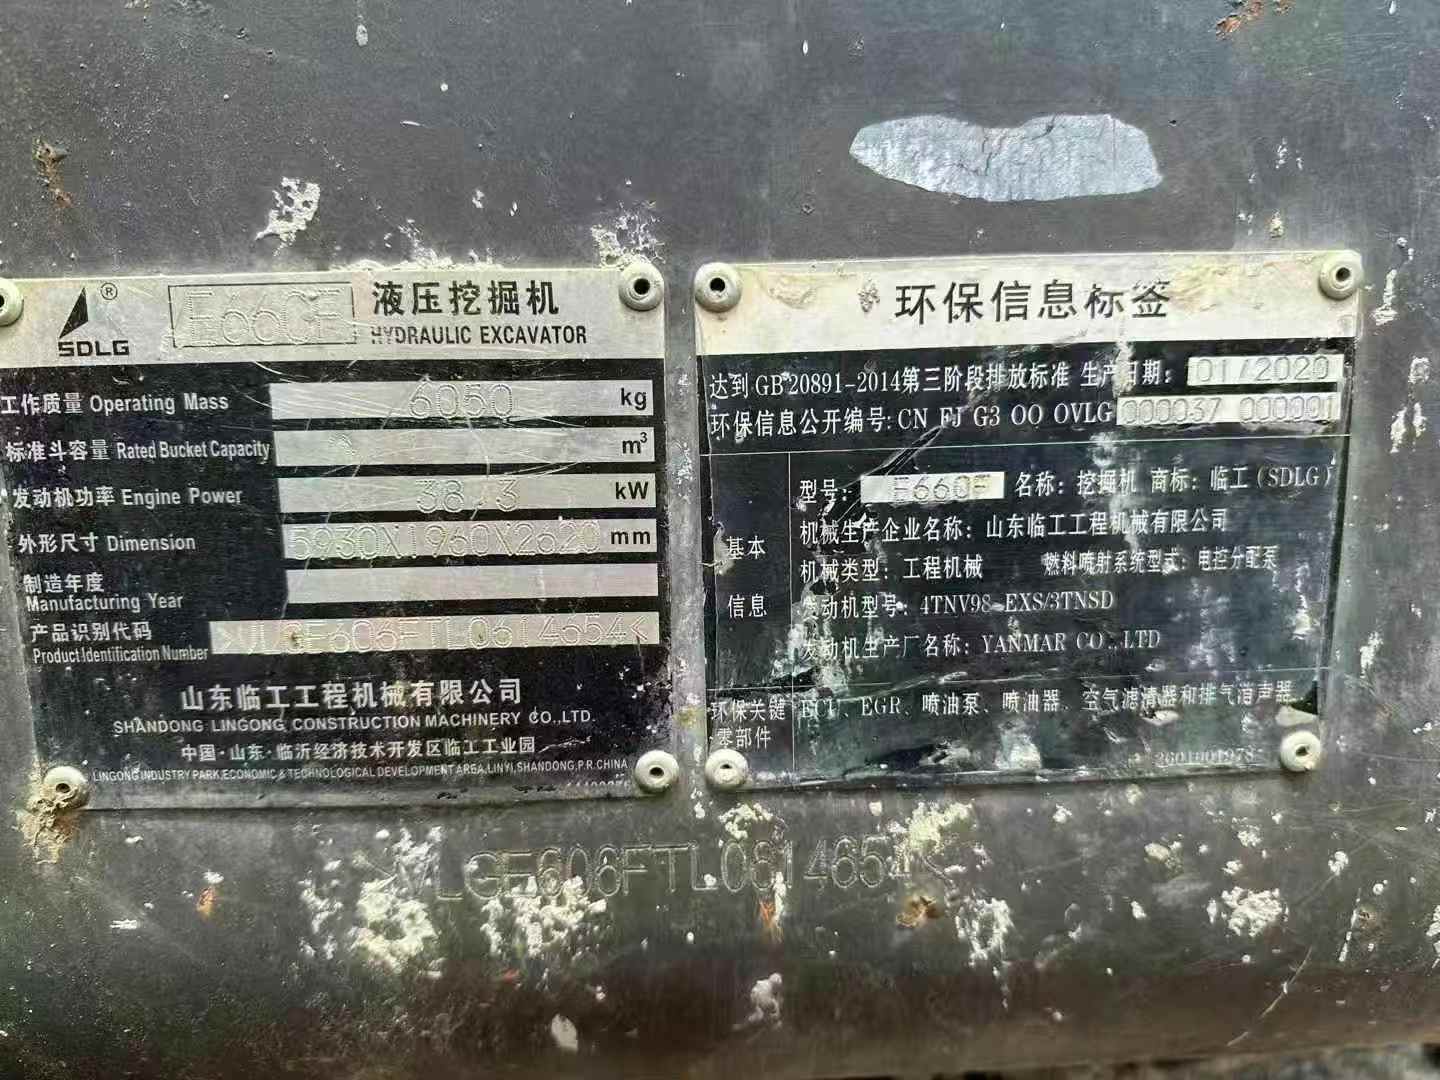 ® E660F 液压挖掘机
SDLG HYDRAULIC EXCAVATOR
工作质量 Operating Mass 6050 kg
标准斗容量 Rated Bucket Capacity m³
发动机功率 Engine Power 38.3 kW
外形尺寸 Dimension 5930X1960X2620 mm
制造年度
Manufacturing Year
产品识别代码
Product Identification Number >VLGE606FTL0614654<
山东临工工程机械有限公司
SHANDONG LINGONG CONSTRUCTION MACHINERY CO.,LTD.
中国·山东·临沂经济技术开发区临工工业园
LINGONG INDUSTRY PARK,ECONOMIC & TECHNOLOGICAL DEVELOPMENT AREA,LINYI,SHANDONG,P.R.CHINA
环保信息标签
达到GB 20891-2014第三阶段排放标准 生产日期: 01/2020
环保信息公开编号: CN FJ G3 OO OVLG 000037 000001
基本
信息
型号: E660F 名称: 挖掘机 商标: 临工(SDLG)
机械生产企业名称: 山东临工工程机械有限公司
机械类型: 工程机械 燃料喷射系统型式: 电控分配泵
发动机型号: 4TNV98-EXS/3TNSD
发动机生产厂名称: YANMAR CO.,LTD
环保关键
零部件
ECU、EGR、喷油泵、喷油器、空气滤清器和排气消声器
>VLGE606FTL0614654<